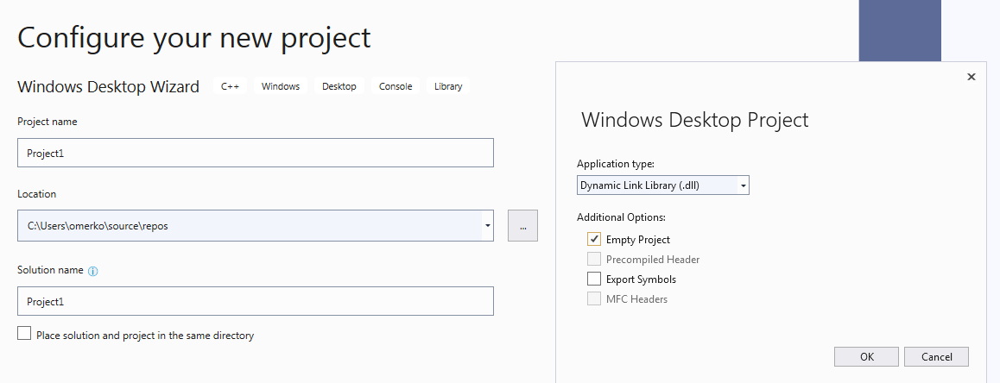 Configure your new project
Windows Desktop Wizard C++ Windows Desktop Console Library
Project name
Project1
Location
C:\Users\omerko\source\repos
...
Solution name
Project1
Place solution and project in the same directory
Windows Desktop Project
Application type:
Dynamic Link Library (.dll)
Additional Options:
Empty Project
Precompiled Header
Export Symbols
MFC Headers
OK Cancel